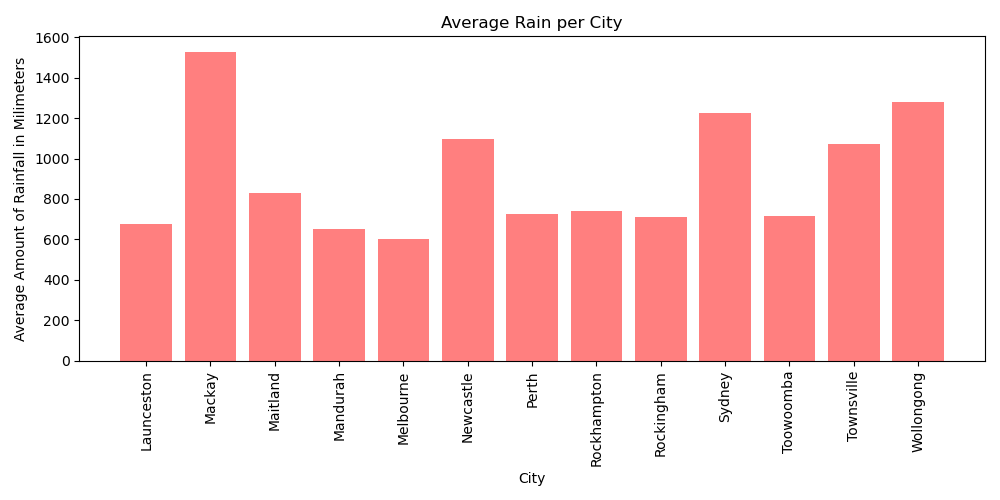 Average Rain per City
Average Amount of Rainfall in Milimeters
1600
1400
1200
1000
800
600
400
200
0
Launceston
Mackay
Maitland
Mandurah
Melbourne
Newcastle
Perth
Rockhampton
Rockingham
Sydney
Toowoomba
Townsville
Wollongong
City